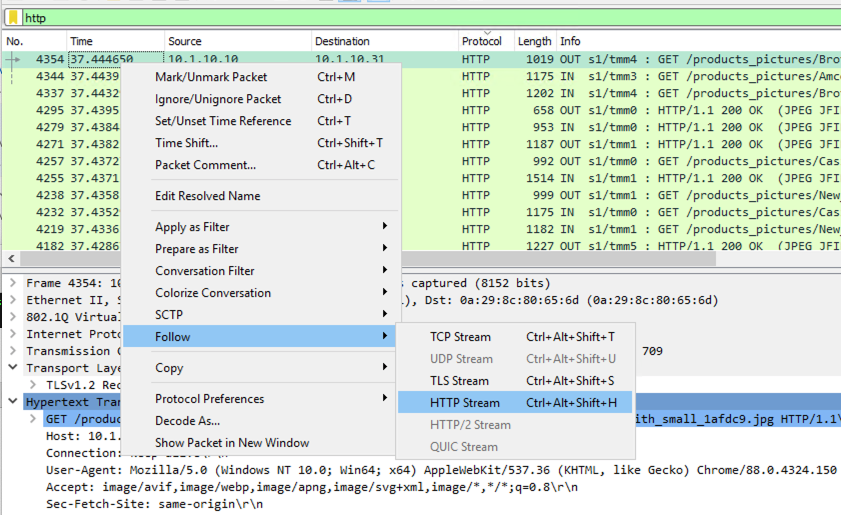 http
No. Time Source Destination Protocol Length Info
4354 37.444650 10.1.10.10 10.1.10.31 HTTP 1019 OUT s1/tmm4 : GET /products_pictures/Bro
4344 37.4439 HTTP 1175 IN s1/tmm3 : GET /products_pictures/Amc
4337 37.4432 HTTP 1202 IN s1/tmm4 : GET /products_pictures/Bro
4295 37.4395 HTTP 658 OUT s1/tmm0 : HTTP/1.1 200 OK (JPEG JFI
4279 37.4384 HTTP 953 IN s1/tmm0 : HTTP/1.1 200 OK (JPEG JFI
4271 37.4382 HTTP 1187 OUT s1/tmm1 : HTTP/1.1 200 OK (JPEG JFI
4257 37.4372 HTTP 992 OUT s1/tmm0 : GET /products_pictures/Cas
4255 37.4371 HTTP 1514 IN s1/tmm1 : HTTP/1.1 200 OK (JPEG JFI
4238 37.4358 HTTP 999 OUT s1/tmm1 : GET /products_pictures/New_
4232 37.4352 HTTP 1175 IN s1/tmm0 : GET /products_pictures/Cas
4219 37.4336 HTTP 1182 IN s1/tmm1 : GET /products_pictures/New_
4182 37.4286 HTTP 1227 OUT s1/tmm5 : HTTP/1.1 200 OK (JPEG JFI
Mark/Unmark Packet Ctrl+M
Ignore/Unignore Packet Ctrl+D
Set/Unset Time Reference Ctrl+T
Time Shift... Ctrl+Shift+T
Packet Comment... Ctrl+Alt+C
Edit Resolved Name
Apply as Filter
Prepare as Filter
Conversation Filter
Colorize Conversation
SCTP
Follow
Copy
Protocol Preferences
Decode As...
Show Packet in New Window
TCP Stream Ctrl+Alt+Shift+T
UDP Stream Ctrl+Alt+Shift+U
TLS Stream Ctrl+Alt+Shift+S
HTTP Stream Ctrl+Alt+Shift+H
HTTP/2 Stream
QUIC Stream
Frame 4354: 10 s captured (8152 bits)
Ethernet II, S ), Dst: 0a:29:8c:80:65:6d (0a:29:8c:80:65:6d)
802.1Q Virtua
Internet Proto
Transmission C 709
Transport Laye
TLSv1.2 Rec
Hypertext Tran
GET /produc ith_small_1afdc9.jpg HTTP/1.1\
Host: 10.1.
Connection:
User-Agent: Mozilla/5.0 (Windows NT 10.0; Win64; x64) AppleWebKit/537.36 (KHTML, like Gecko) Chrome/88.0.4324.150
Accept: image/avif,image/webp,image/apng,image/svg+xml,image/*,*/*;q=0.8\r\n
Sec-Fetch-Site: same-origin\r\n